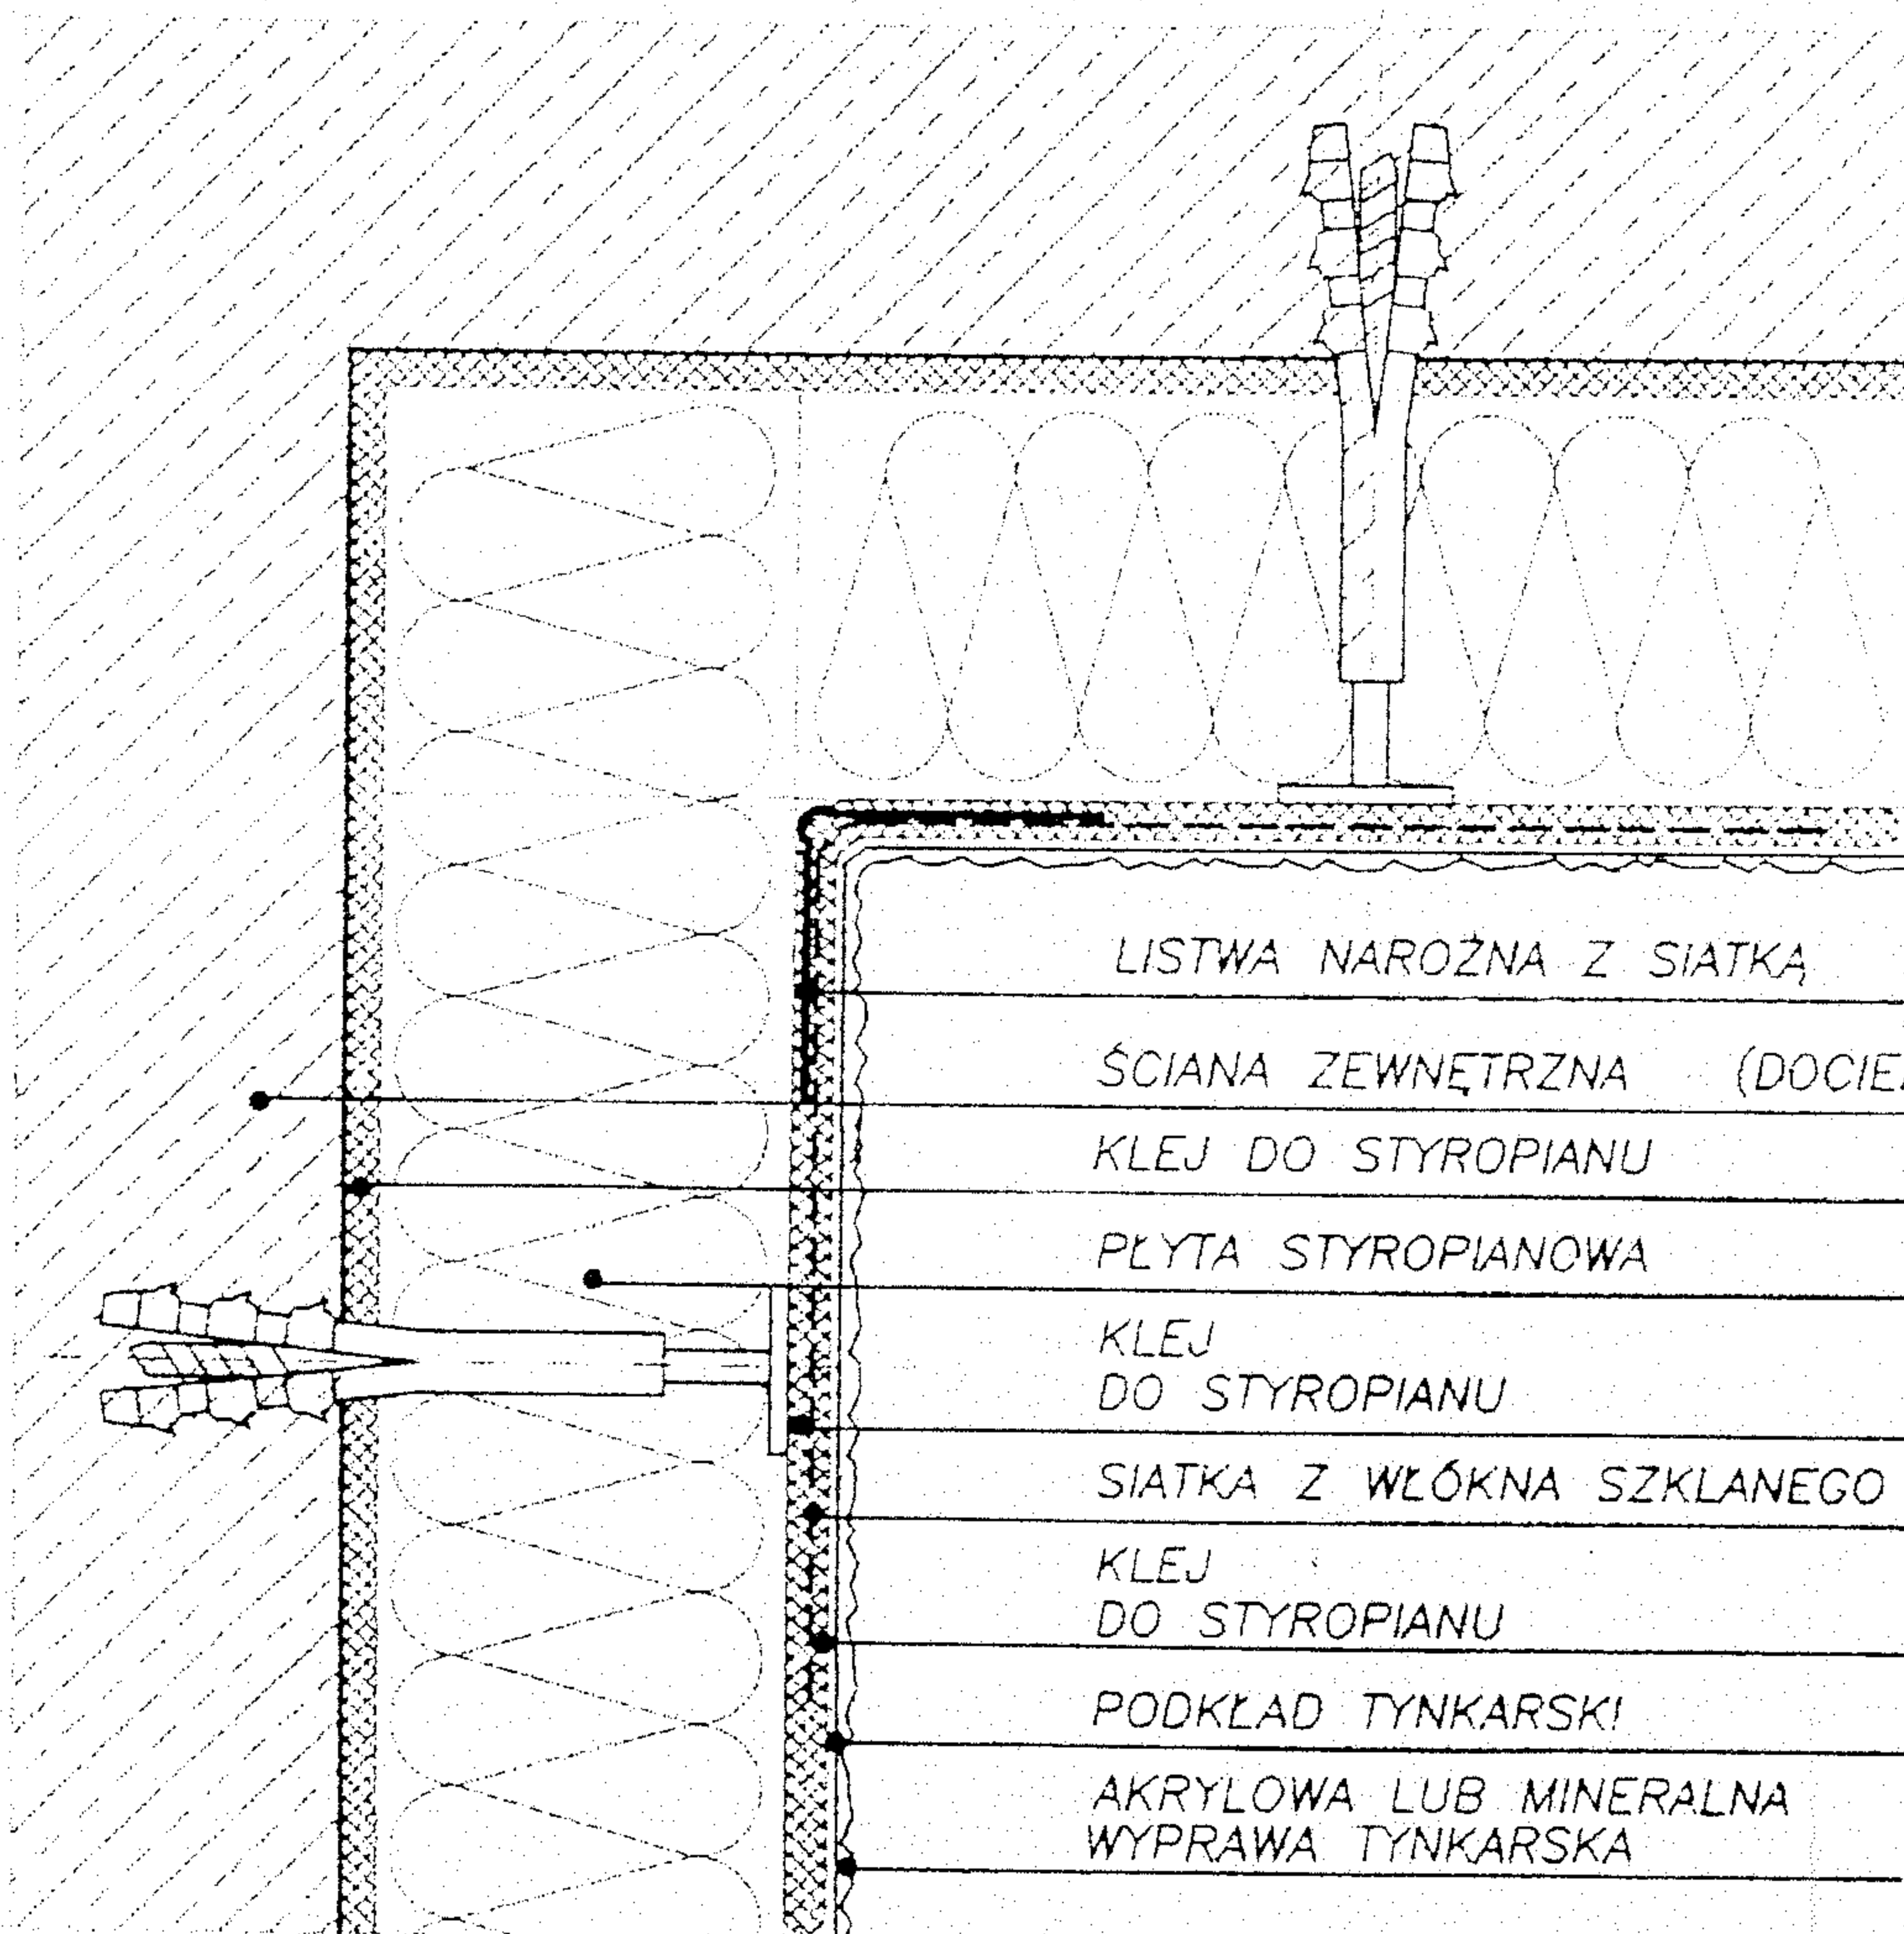 LISTWA NAROŻNA Z SIATKĄ
ŚCIANA ZEWNĘTRZNA
KLEJ DO STYROPIANU
PŁYTA STYROPIANOWA
KLEJ
DO STYROPIANU
SIATKA Z WŁÓKNA SZKLANEGO
KLEJ
DO STYROPIANU
PODKŁAD TYNKARSKI
AKRYLOWA LUB MINERALNA
WYPRAWA TYNKARSKA